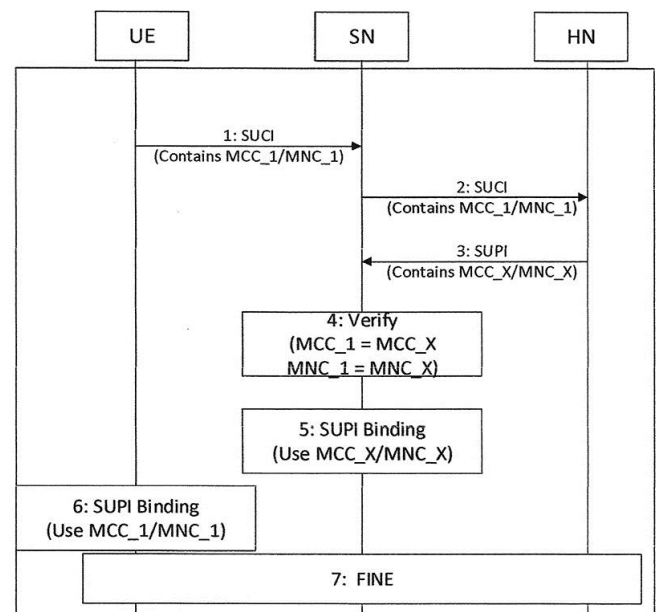 UE
SN
HN
1: SUCI
(Contains MCC_1/MNC_1)
2: SUCI
(Contains MCC_1/MNC_1)
3: SUPI
(Contains MCC_X/MNC_X)
4: Verify
(MCC_1 = MCC_X
MNC_1 = MNC_X)
5: SUPI Binding
(Use MCC_X/MNC_X)
6: SUPI Binding
(Use MCC_1/MNC_1)
7: FINE